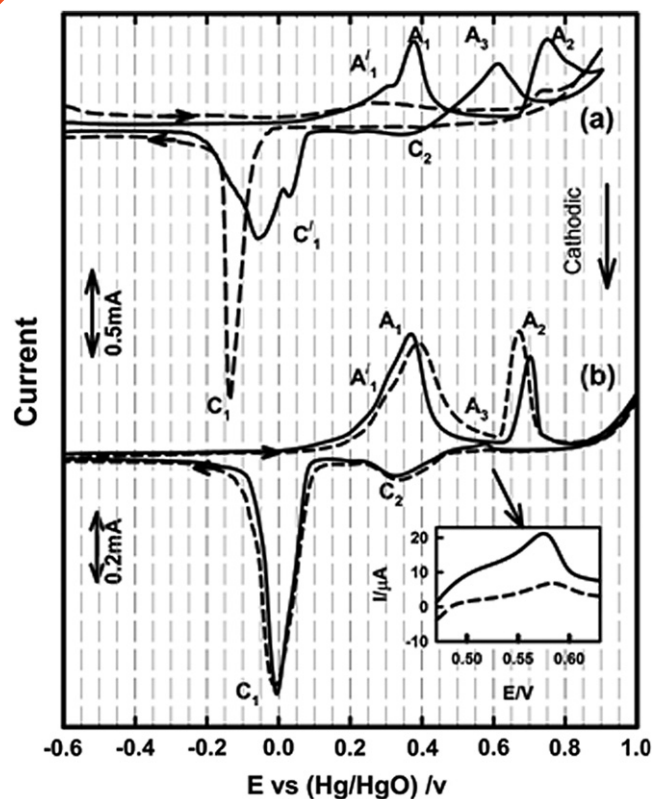 A1 A3 A2
A/1
(a)
C2
C/1
Cathodic
0.5mA
Current
C1
A1 A2
A/1
(b)
A3
C2
0.2mA
20
10
0
-10
I/μA
0.50 0.55 0.60
E/V
C1
-0.6 -0.4 -0.2 0.0 0.2 0.4 0.6 0.8 1.0
E vs (Hg/HgO) /v